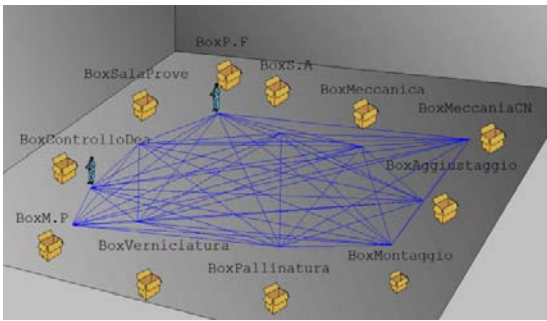 BoxP.F
BoxS.A
BoxSalaProve
BoxMeccanica
BoxMeccaniaCN
BoxControlloDea
BoxAggiustaggio
BoxM.P
BoxVerniciatura
BoxMontaggio
BoxPallinatura